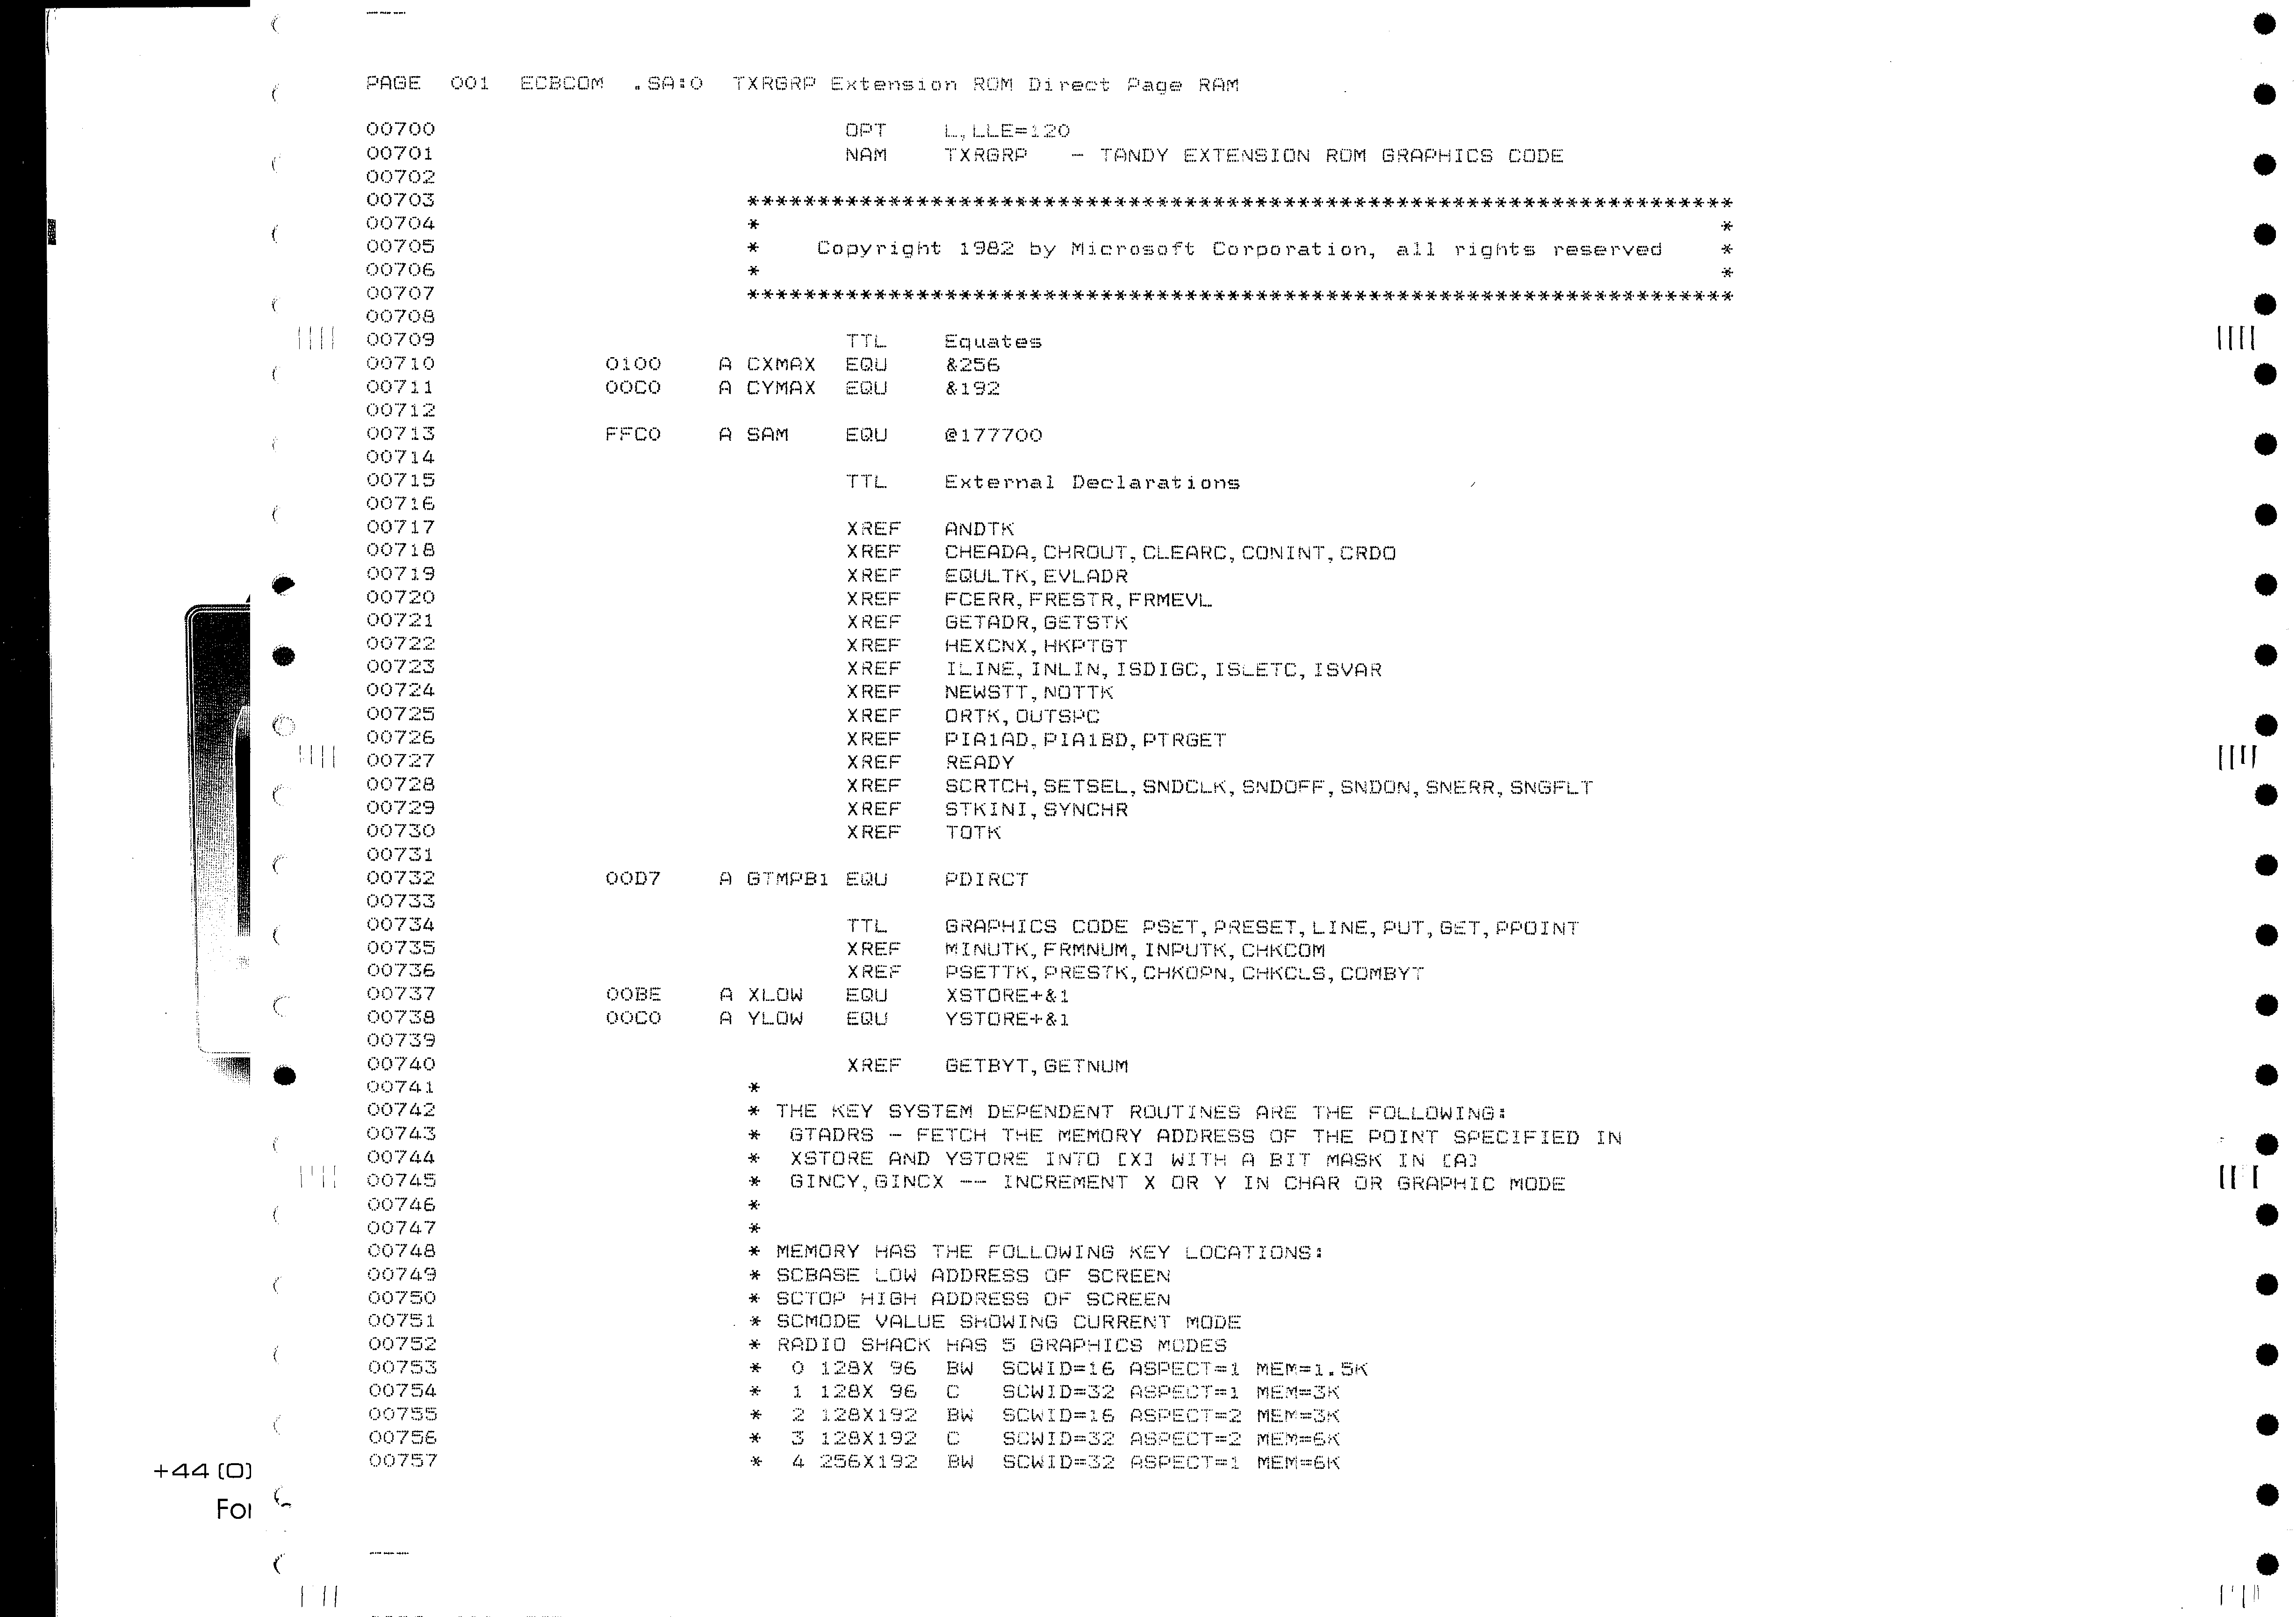 PAGE  001  ECBCOM  .SA:0  TXRGRP Extension ROM Direct Page RAM
00700                              OPT    L,LLE=120
00701                              NAM    TXRGRP   - TANDY EXTENSION ROM GRAPHICS CODE
00702
00703                       **********************************************************************
00704                       *                                                                    *
00705                       *    Copyright 1982 by Microsoft Corporation, all rights reserved    *
00706                       *                                                                    *
00707                       **********************************************************************
00708
00709                              TTL    Equates
00710            0100     A CXMAX  EQU    &256
00711            00C0     A CYMAX  EQU    &192
00712
00713            FFC0     A SAM    EQU    @177700
00714
00715                              TTL    External Declarations
00716
00717                              XREF   ANDTK
00718                              XREF   CHEADA,CHROUT,CLEARC,CONINT,CRDO
00719                              XREF   EQULTK,EVLADR
00720                              XREF   FCERR,FRESTR,FRMEVL
00721                              XREF   GETADR,GETSTK
00722                              XREF   HEXCNX,HKPTGT
00723                              XREF   ILINE,INLIN,ISDIGC,ISLETC,ISVAR
00724                              XREF   NEWSTT,NOTTK
00725                              XREF   ORTK,OUTSPC
00726                              XREF   PIA1AD,PIA1BD,PTRGET
00727                              XREF   READY
00728                              XREF   SCRTCH,SETSEL,SNDCLK,SNDOFF,SNDON,SNERR,SNGFLT
00729                              XREF   STKINI,SYNCHR
00730                              XREF   TOTK
00731
00732            00D7     A GTMPB1 EQU    PDIRCT
00733
00734                              TTL    GRAPHICS CODE PSET,PRESET,LINE,PUT,GET,PPOINT
00735                              XREF   MINUTK,FRMNUM,INPUTK,CHKCOM
00736                              XREF   PSETTK,PRESTK,CHKOPN,CHKCLS,COMBYT
00737            00BE     A XLOW   EQU    XSTORE+&1
00738            00C0     A YLOW   EQU    YSTORE+&1
00739
00740                              XREF   GETBYT,GETNUM
00741                       *
00742                       * THE KEY SYSTEM DEPENDENT ROUTINES ARE THE FOLLOWING:
00743                       *  GTADRS - FETCH THE MEMORY ADDRESS OF THE POINT SPECIFIED IN
00744                       *  XSTORE AND YSTORE INTO [X] WITH A BIT MASK IN [A]
00745                       *  GINCY,GINCX -- INCREMENT X OR Y IN CHAR OR GRAPHIC MODE
00746                       *
00747                       *
00748                       * MEMORY HAS THE FOLLOWING KEY LOCATIONS:
00749                       * SCBASE LOW ADDRESS OF SCREEN
00750                       * SCTOP HIGH ADDRESS OF SCREEN
00751                       * SCMODE VALUE SHOWING CURRENT MODE
00752                       * RADIO SHACK HAS 5 GRAPHICS MODES
00753                       *  0 128X 96  BW  SCWID=16 ASPECT=1 MEM=1.5K
00754                       *  1 128X 96  C   SCWID=32 ASPECT=1 MEM=3K
00755                       *  2 128X192  BW  SCWID=16 ASPECT=2 MEM=3K
00756                       *  3 128X192  C   SCWID=32 ASPECT=2 MEM=6K
00757                       *  4 256X192  BW  SCWID=32 ASPECT=1 MEM=6K
+44 (0)
For